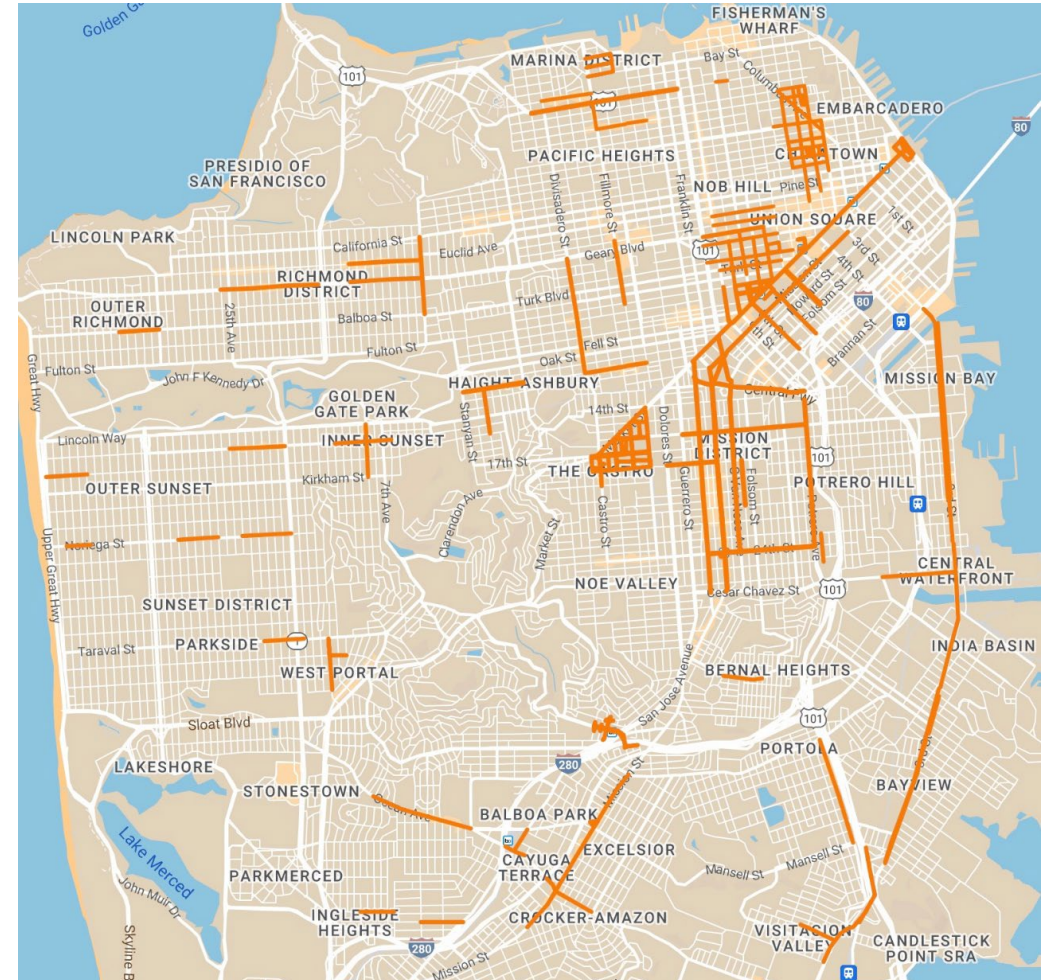 Golden Gate
FISHERMAN'S
WHARF
MARINA DISTRICT
Bay St
101
101
EMBARCADERO
80
PACIFIC HEIGHTS
CHINATOWN
PRESIDIO OF
SAN FRANCISCO
NOB HILL
Pine St
Divisadero St
Fillmore St
Franklin St
1st St
LINCOLN PARK
California St
Euclid Ave
UNION SQUARE
Geary Blvd
101
3rd St
4th St
RICHMOND
DISTRICT
Turk Blvd
Howard St
Folsom St
80
OUTER
RICHMOND
25th Ave
Balboa St
Fulton St
Fell St
Oak St
Brannan St
Great Hwy
Fulton St
John F Kennedy Dr
HAIGHT-ASHBURY
MISSION BAY
GOLDEN
GATE PARK
Stanyan St
14th St
Central Fwy
Lincoln Way
INNER SUNSET
Dolores St
MISSION
DISTRICT
17th St
THE CASTRO
101
OUTER SUNSET
Kirkham St
7th Ave
Clarendon Ave
Castro St
Guerrero St
Folsom St
POTRERO HILL
Upper Great Hwy
Noriega St
Market St
24th St
NOE VALLEY
Cesar Chavez St
101
CENTRAL
WATERFRONT
SUNSET DISTRICT
Taraval St
PARKSIDE
1
WEST PORTAL
INDIA BASIN
BERNAL HEIGHTS
San Jose Avenue
Sloat Blvd
101
PORTOLA
LAKESHORE
280
3rd St
STONESTOWN
Ocean Ave
Mission St
BAYVIEW
BALBOA PARK
Lake Merced
CAYUGA
TERRACE
EXCELSIOR
Mansell St
Mansell St
PARKMERCED
John Muir Dr
INGLESIDE
HEIGHTS
CROCKER-AMAZON
VISITACION
VALLEY
CANDLESTICK
POINT SRA
Skyline B
280
Mission St